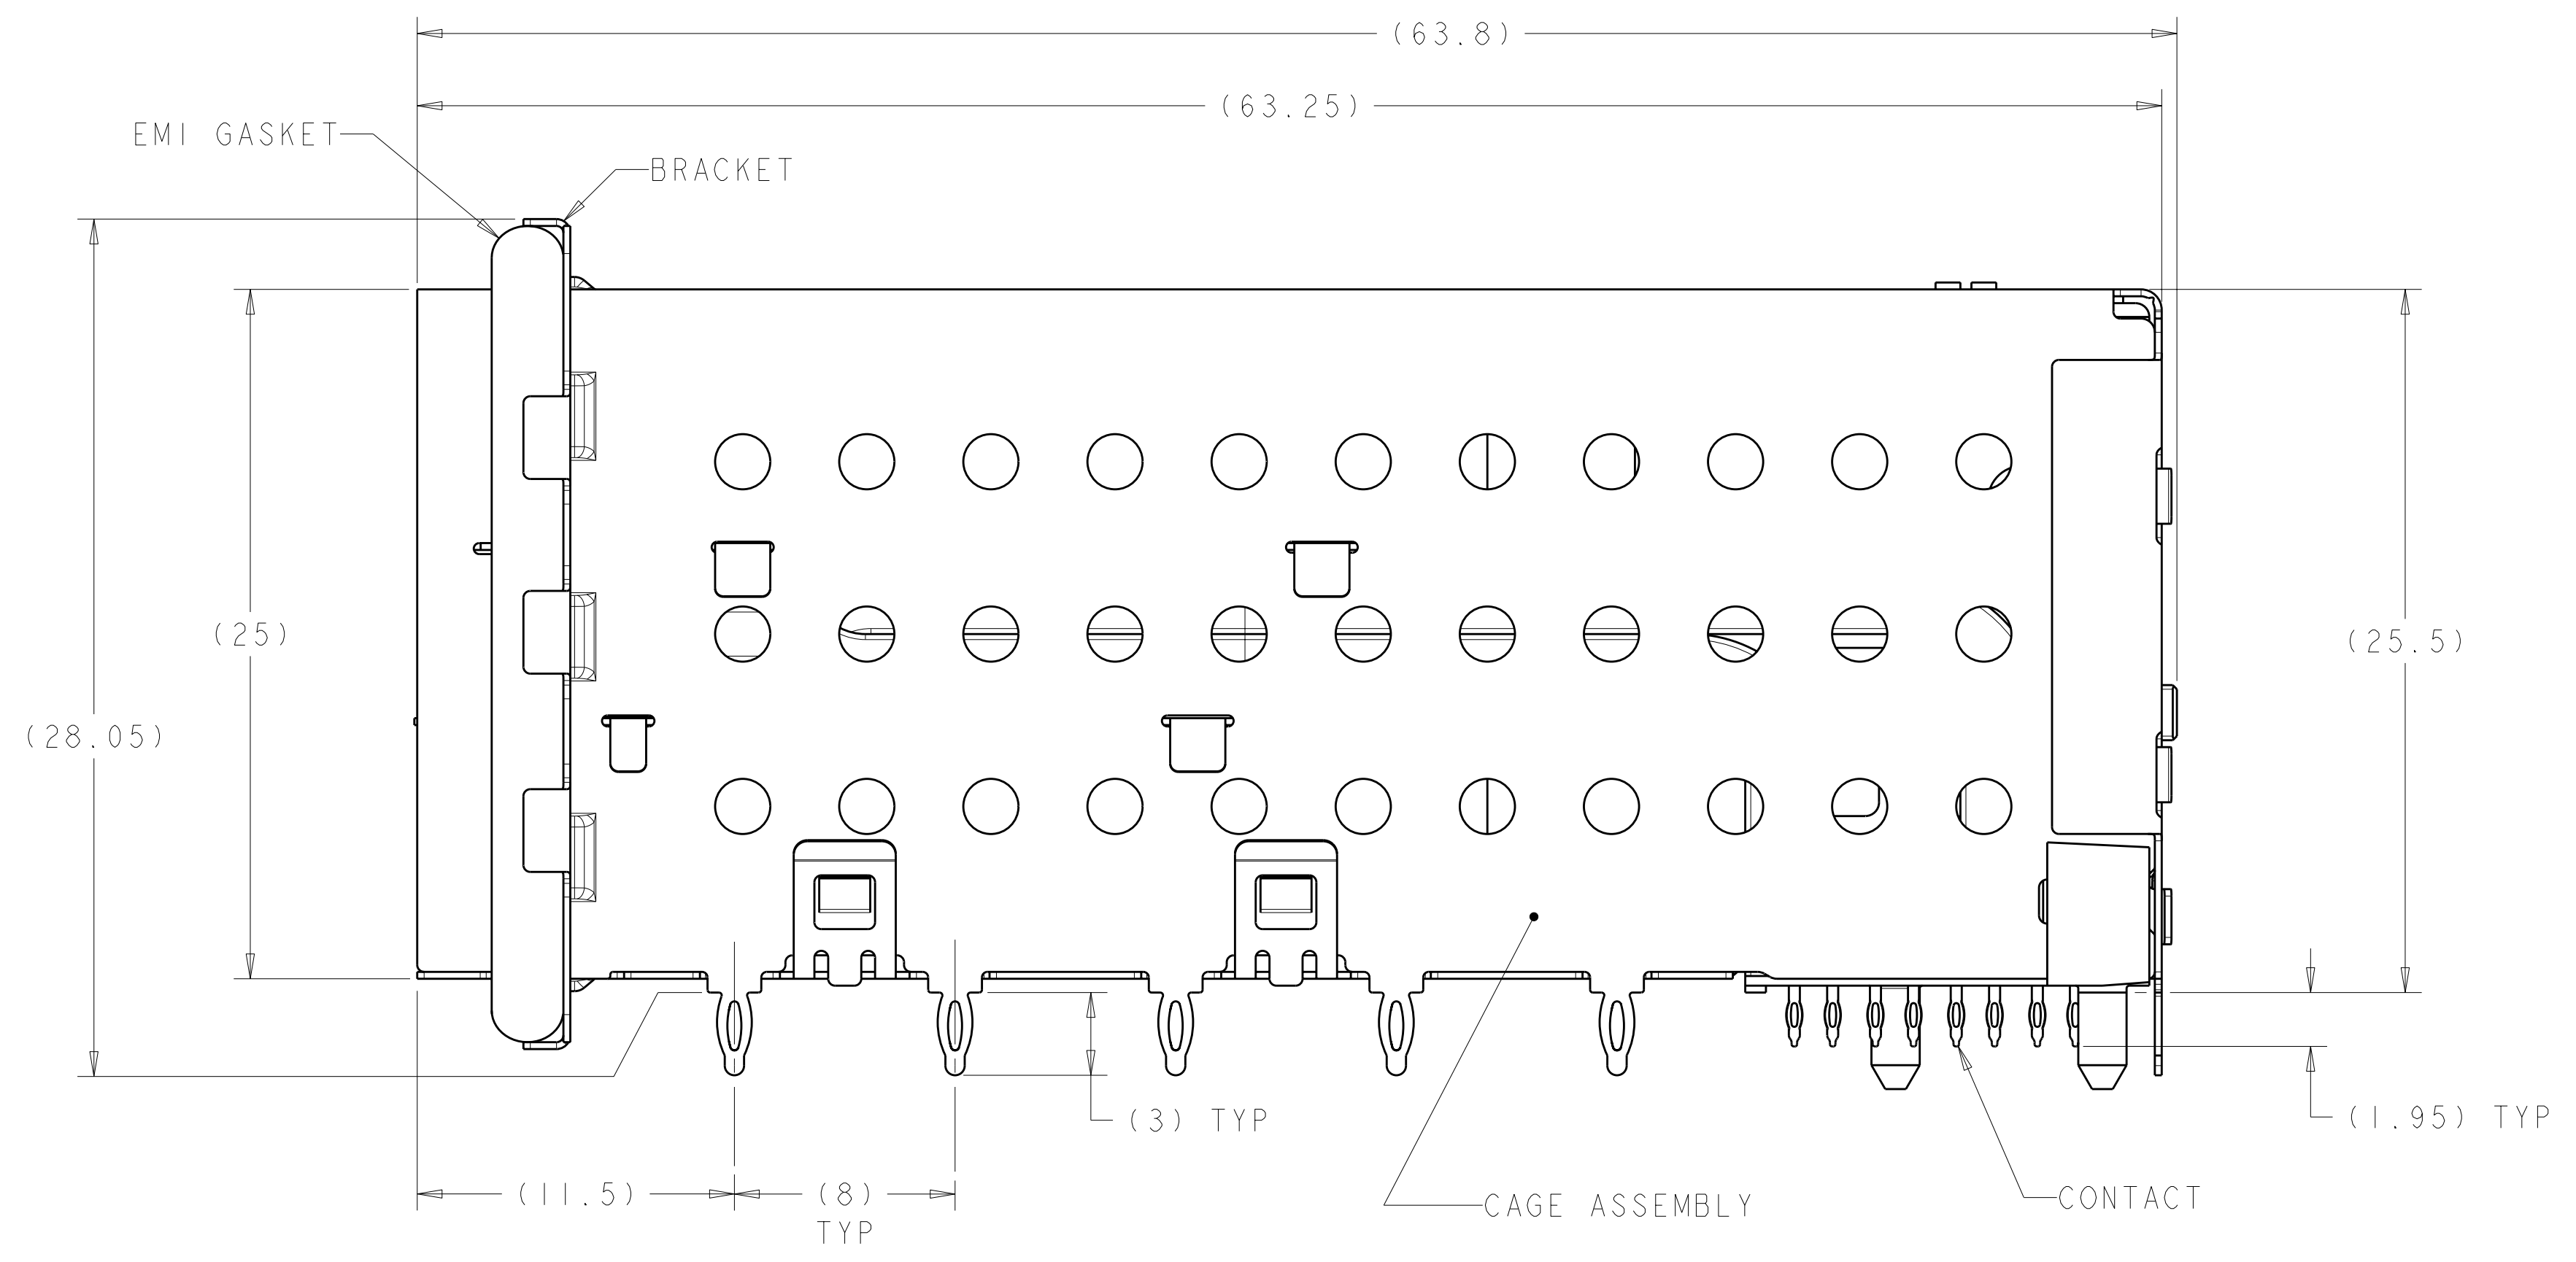 (63.8)
(63.25)
EMI GASKET
BRACKET
(25)
(25.5)
(28.05)
(3) TYP
(1.95) TYP
(11.5)
(8)
TYP
CAGE ASSEMBLY
CONTACT